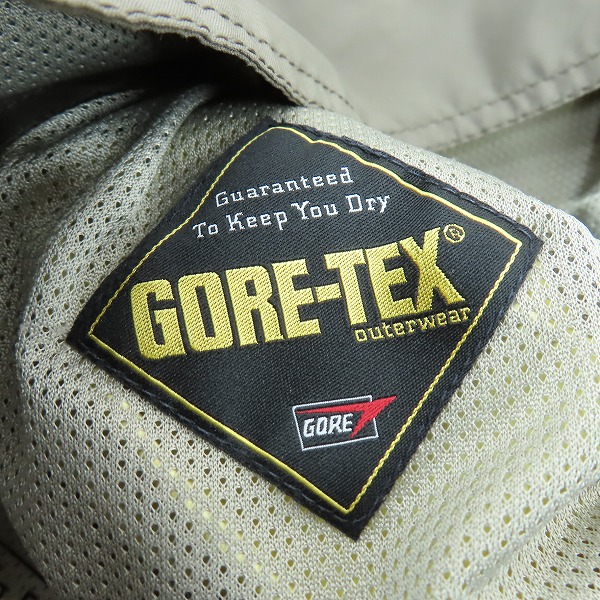 Guaranteed
To Keep You Dry
GORE-TEX®
outerwear
GORE